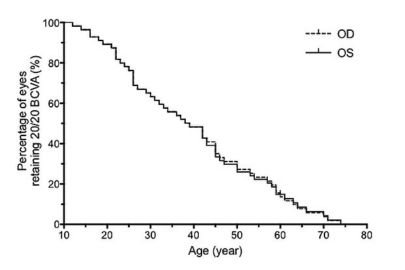 Percentage of eyes
retaining 20/20 BCVA (%)
100
80
60
40
20
0
10 20 30 40 50 60 70 80
Age (year)
OD
OS